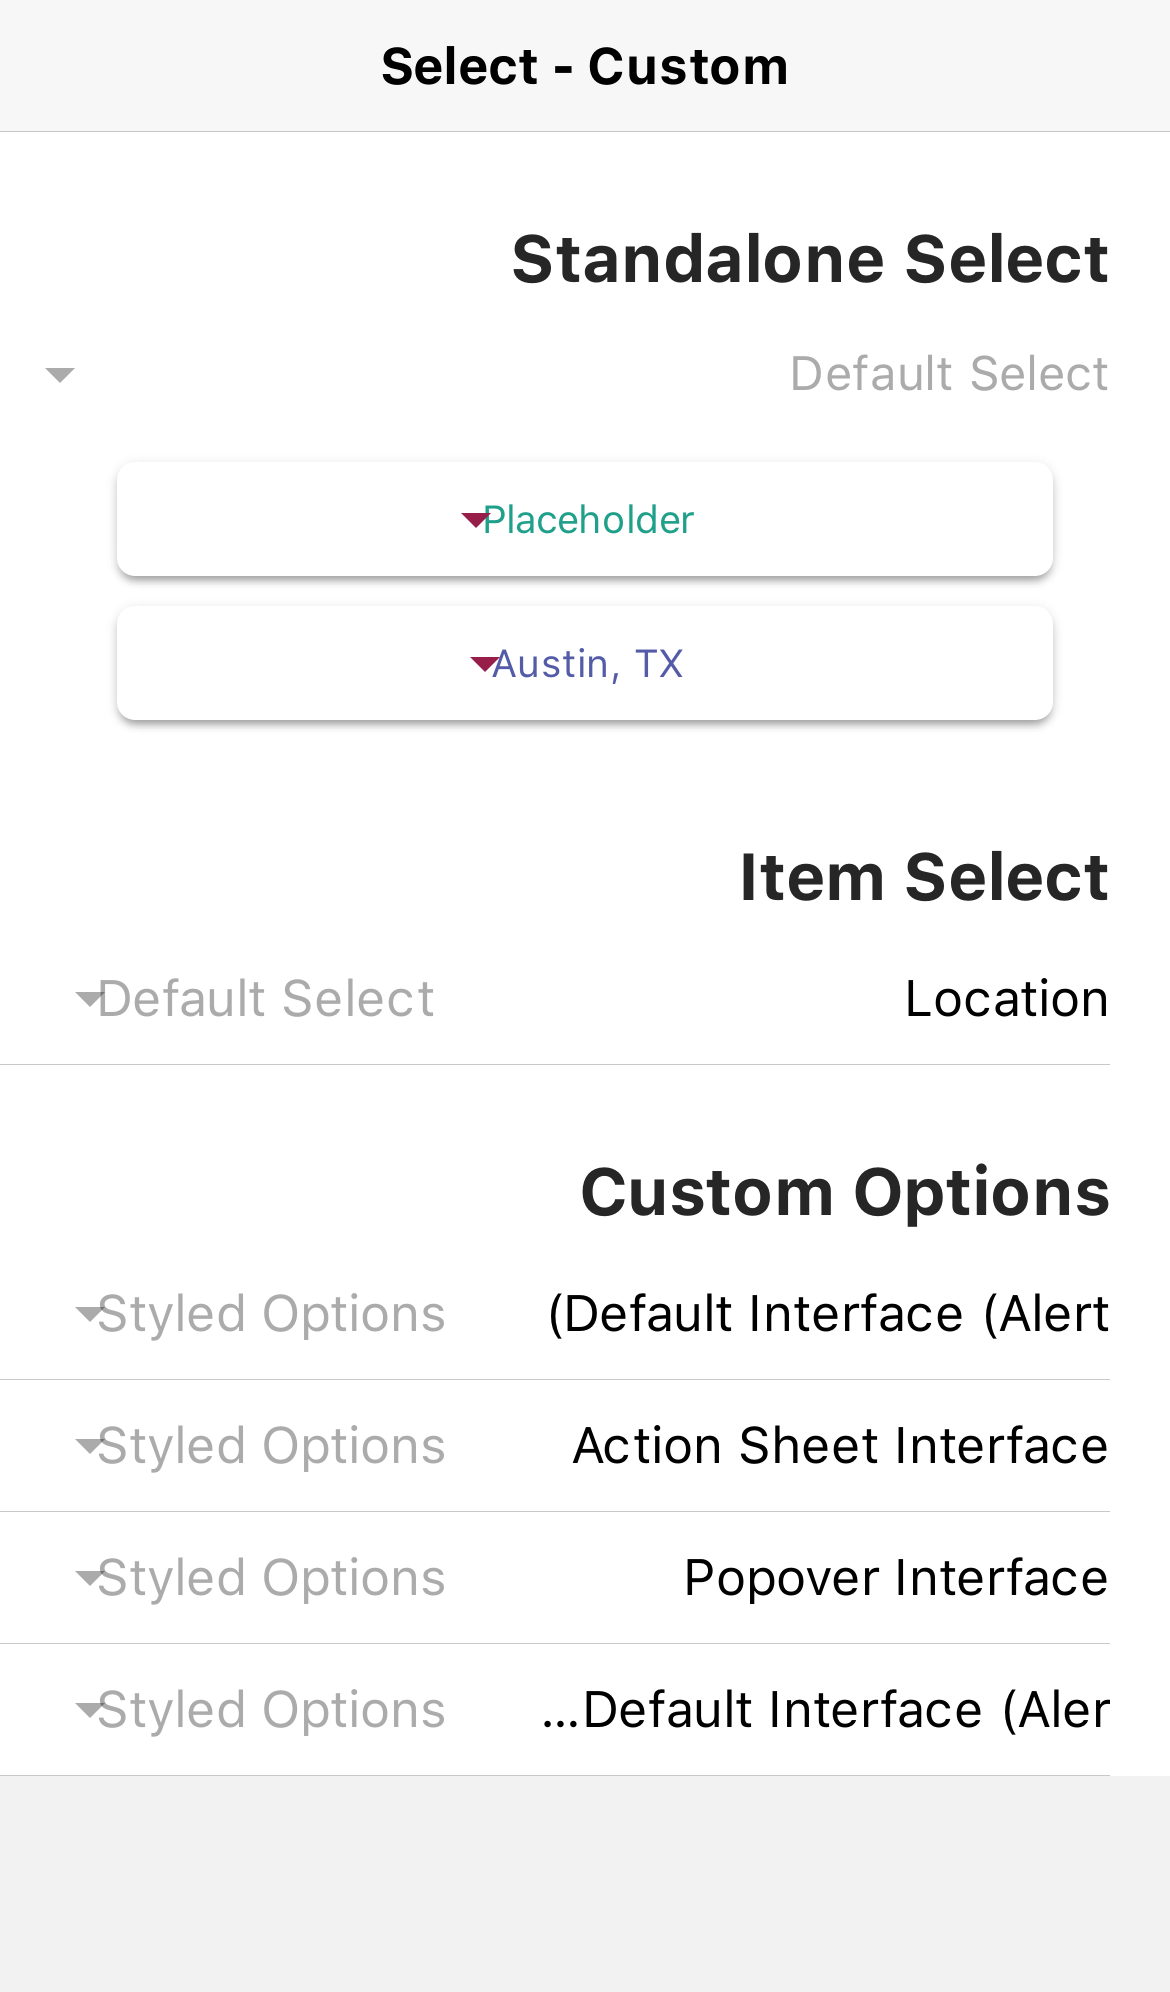 Select - Custom
Standalone Select
Default Select
Placeholder
Austin, TX
Item Select
Location
Default Select
Custom Options
(Default Interface (Alert
Styled Options
Action Sheet Interface
Styled Options
Popover Interface
Styled Options
...Default Interface (Aler
Styled Options